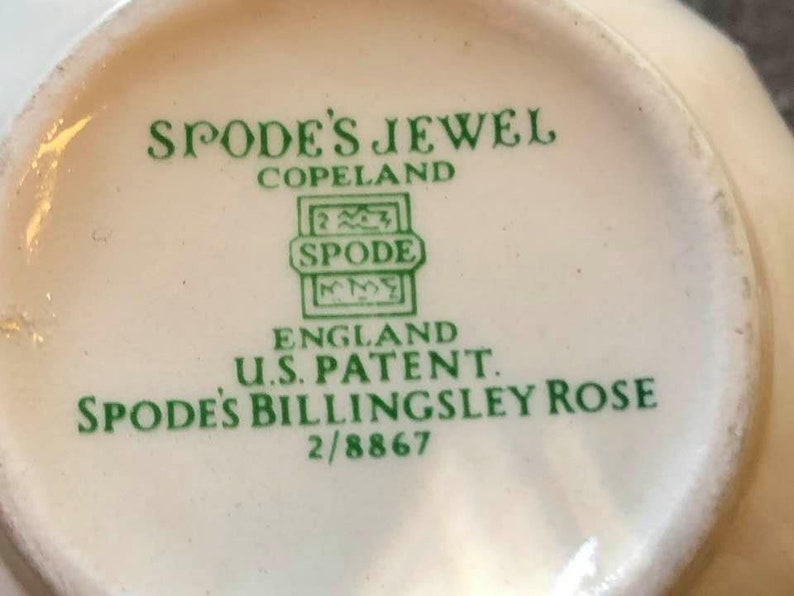 SPODE'S JEWEL
COPELAND
SPODE
ENGLAND
U.S. PATENT.
SPODE'S BILLINGSLEY ROSE
2/8867